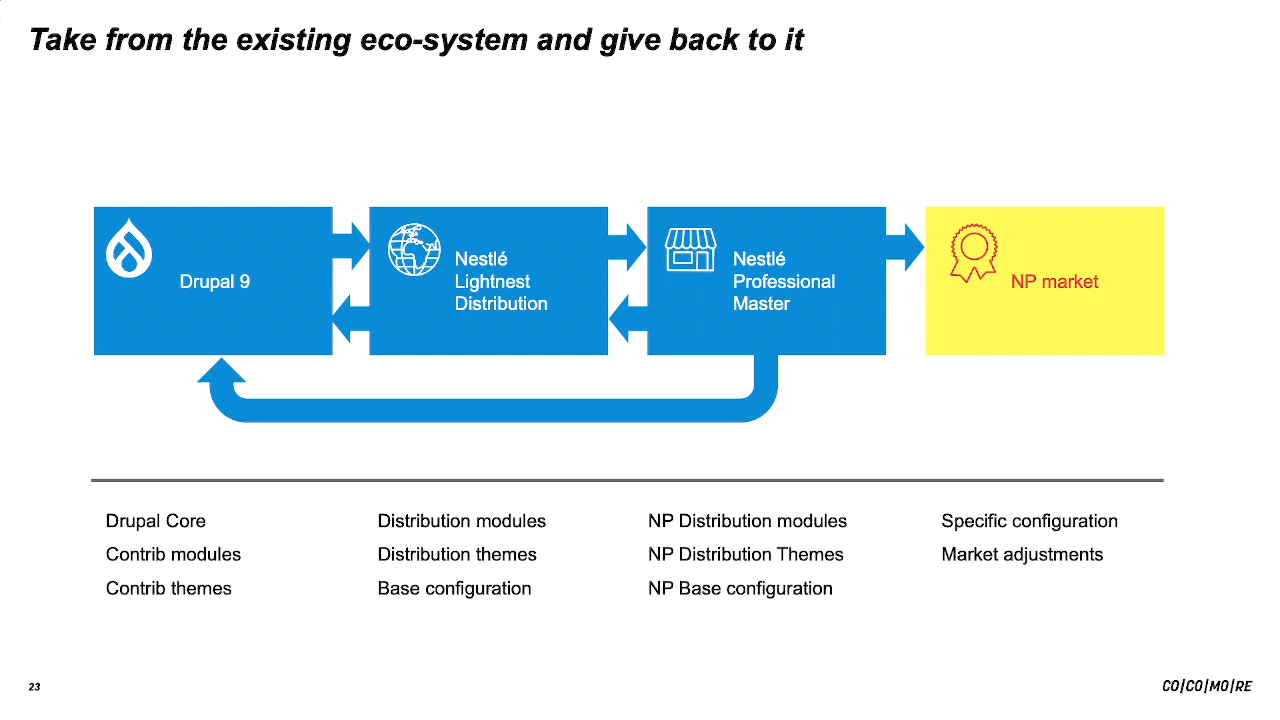 Take from the existing eco-system and give back to it
Drupal 9
Nestlé
Lightnest
Distribution
Nestlé
Professional
Master
NP market
Drupal Core
Contrib modules
Contrib themes
Distribution modules
Distribution themes
Base configuration
NP Distribution modules
NP Distribution Themes
NP Base configuration
Specific configuration
Market adjustments
23
CO|CO|MO|RE